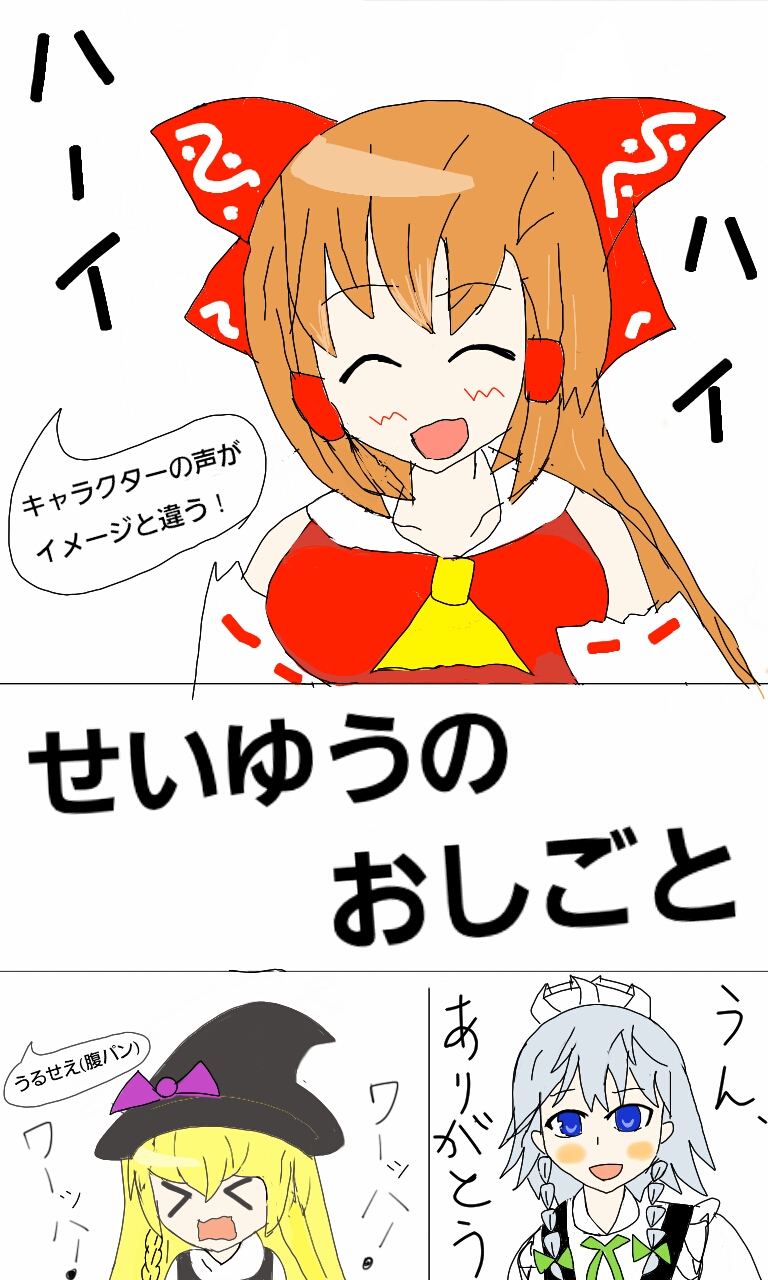 ハーイ
ハイ
キャラクターの声が
イメージと違う!
せいゆうの
おしごと
うるせえ(腹パン)
ワーッハ!
ワーッハ!
うん、
ありがとう